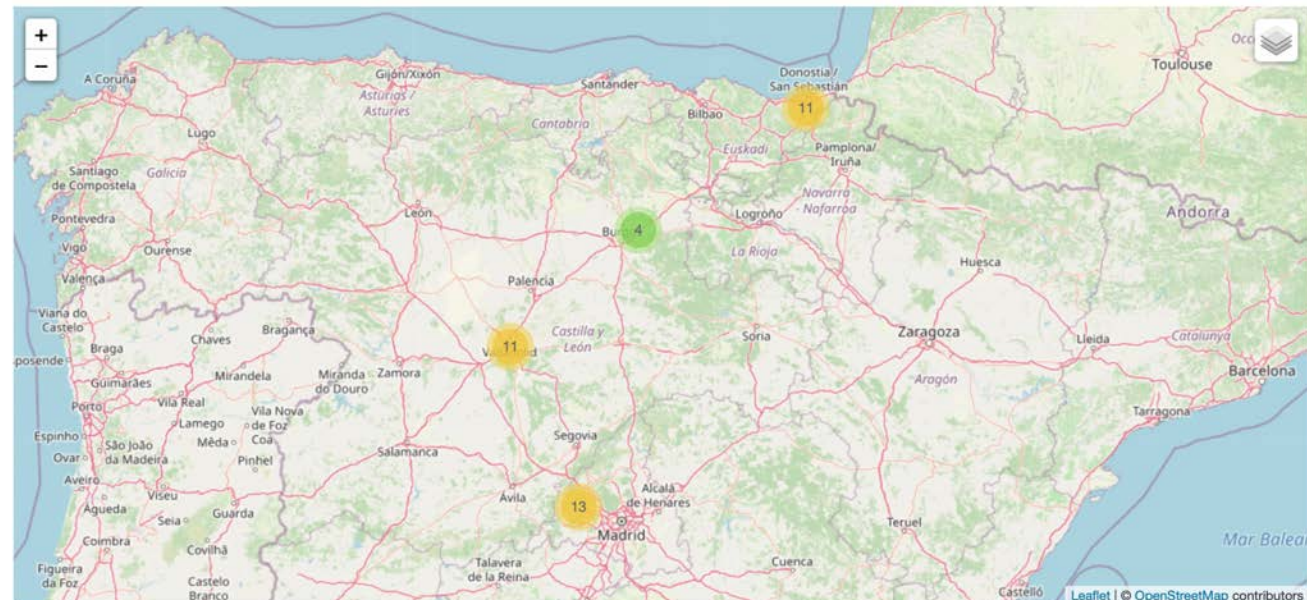 +
−
A Coruña
Gijón/Xixón
Santander
Donostia /
San Sebastián
11
Toulouse
Asturias /
Asturies
Cantabria
Bilbao
Lugo
Euskadi
Pamplona/
Iruña
Santiago
de Compostela
Galicia
Navarra
- Nafarroa
León
Logroño
Andorra
Pontevedra
4
Vigo
Ourense
La Rioja
Huesca
Valença
Palencia
Viana do
Castelo
Bragança
Chaves
Castilla y
León
Soria
Zaragoza
Lleida
Catalunya
Braga
11
Miranda
do Douro
Zamora
Mirandela
Barcelona
Guimarães
Aragón
Porto
Vila Real
Vila Nova
de Foz
Coa
Lamego
Tarragona
Espinho
São João
da Madeira
Mêda
Pinhel
Segovia
Salamanca
Ovar
Aveiro
Viseu
Ávila
Alcalá
de Henares
13
Águeda
Seia
Guarda
Madrid
Teruel
Coimbra
Covilhã
Mar Balea
Figueira
da Foz
Castelo
Branco
Talavera
de la Reina
Cuenca
Castelló
Leaflet | © OpenStreetMap contributors